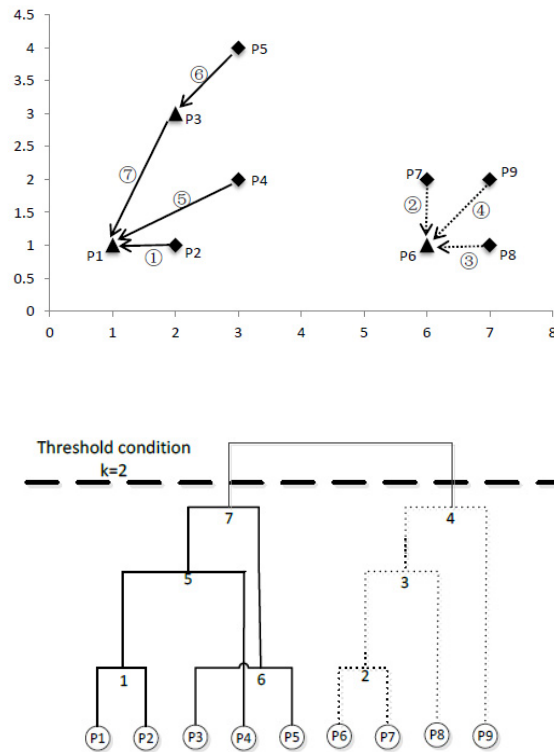 4.5
4
P5
⑥
3.5
3
P3
2.5
⑦
⑤
2
P4
P7
P9
1.5
②
④
1
P1
①
P2
P6
③
P8
0.5
0
0 1 2 3 4 5 6 7 8
Threshold condition
k=2
7
4
5
3
1
6
2
P1 P2 P3 P4 P5 P6 P7 P8 P9